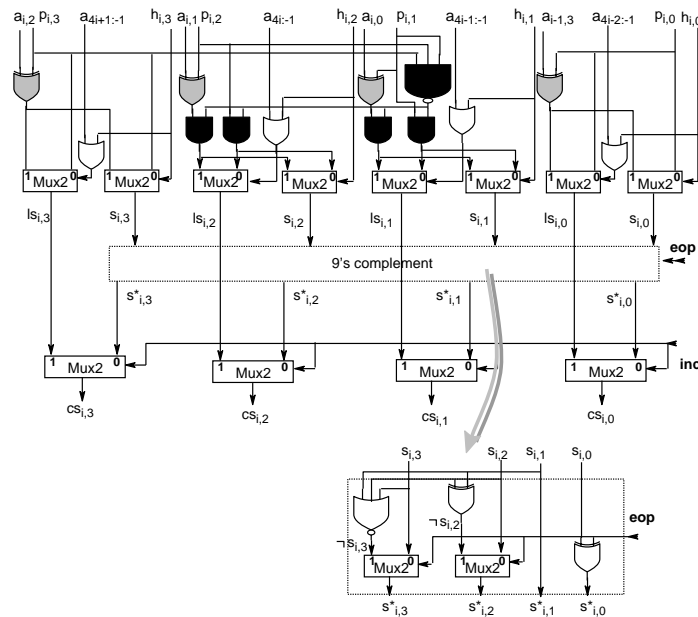 a_{i,2} p_{i,3} a_{4i+1:-1} h_{i,3} a_{i,1} p_{i,2} a_{4i:-1} h_{i,2} a_{i,0} p_{i,1} a_{4i-1:-1} h_{i,1} a_{i-1,3} a_{4i-2:-1} p_{i,0} h_{i,0}
1 Mux2 0 1 Mux2 0 1 Mux2 0 1 Mux2 0 1 Mux2 0 1 Mux2 0 1 Mux2 0 1 Mux2 0
ls_{i,3} s_{i,3} ls_{i,2} s_{i,2} ls_{i,1} s_{i,1} ls_{i,0} s_{i,0}
eop
9's complement
s*_{i,3} s*_{i,2} s*_{i,1} s*_{i,0}
inc
1 Mux2 0 1 Mux2 0 1 Mux2 0 1 Mux2 0
cs_{i,3} cs_{i,2} cs_{i,1} cs_{i,0}
s_{i,3} s_{i,2} s_{i,1} s_{i,0}
eop
¬s_{i,3} ¬s_{i,2}
1 Mux2 0 1 Mux2 0
s*_{i,3} s*_{i,2} s*_{i,1} s*_{i,0}